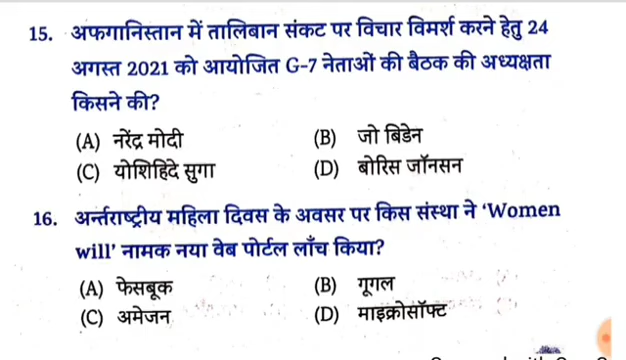 15. अफगानिस्तान में तालिबान संकट पर विचार विमर्श करने हेतु 24
अगस्त 2021 को आयोजित G-7 नेताओं की बैठक की अध्यक्षता
किसने की?
(A) नरेंद्र मोदी (B) जो बिडेन
(C) योशिहिदे सुगा (D) बोरिस जॉनसन
16. अर्न्तराष्ट्रीय महिला दिवस के अवसर पर किस संस्था ने ‘Women
will’ नामक नया वेब पोर्टल लाँच किया?
(A) फेसबूक (B) गूगल
(C) अमेजन (D) माइक्रोसॉफ्ट